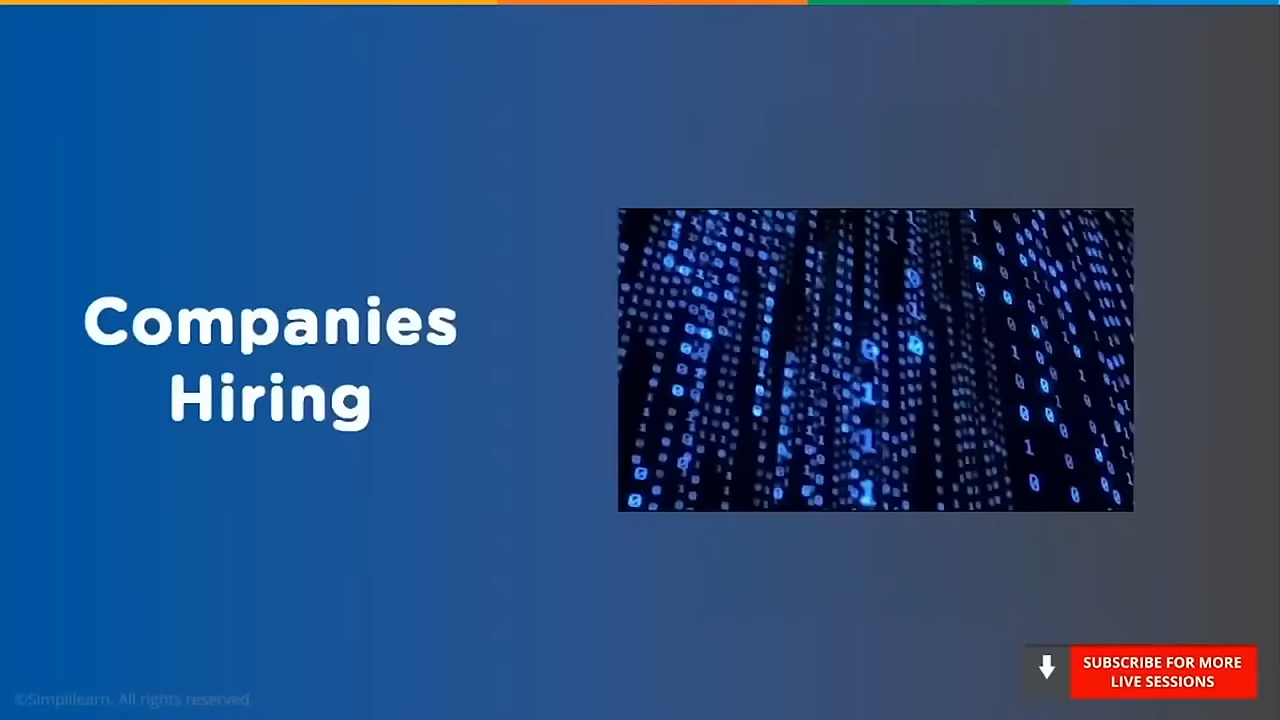 Companies
Hiring
SUBSCRIBE FOR MORE
LIVE SESSIONS
©Simplilearn. All rights reserved.